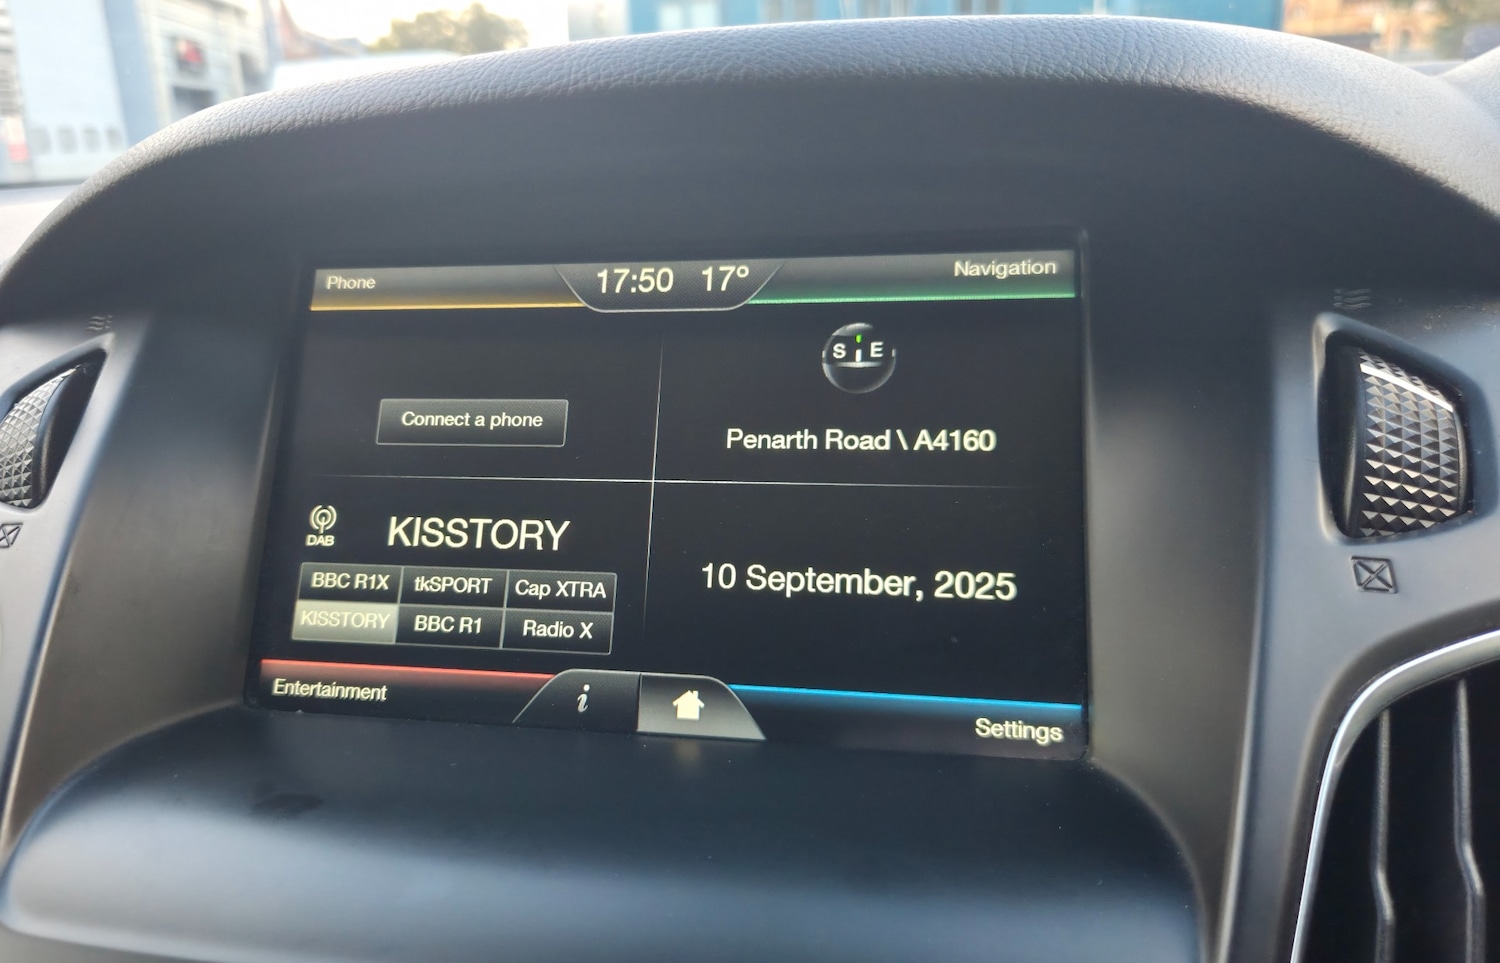 Phone
17:50 17°
Navigation
S E
Connect a phone
Penarth Road \ A4160
DAB
KISSTORY
BBC R1X tkSPORT Cap XTRA
KISSTORY BBC R1 Radio X
10 September, 2025
Entertainment
i
Settings